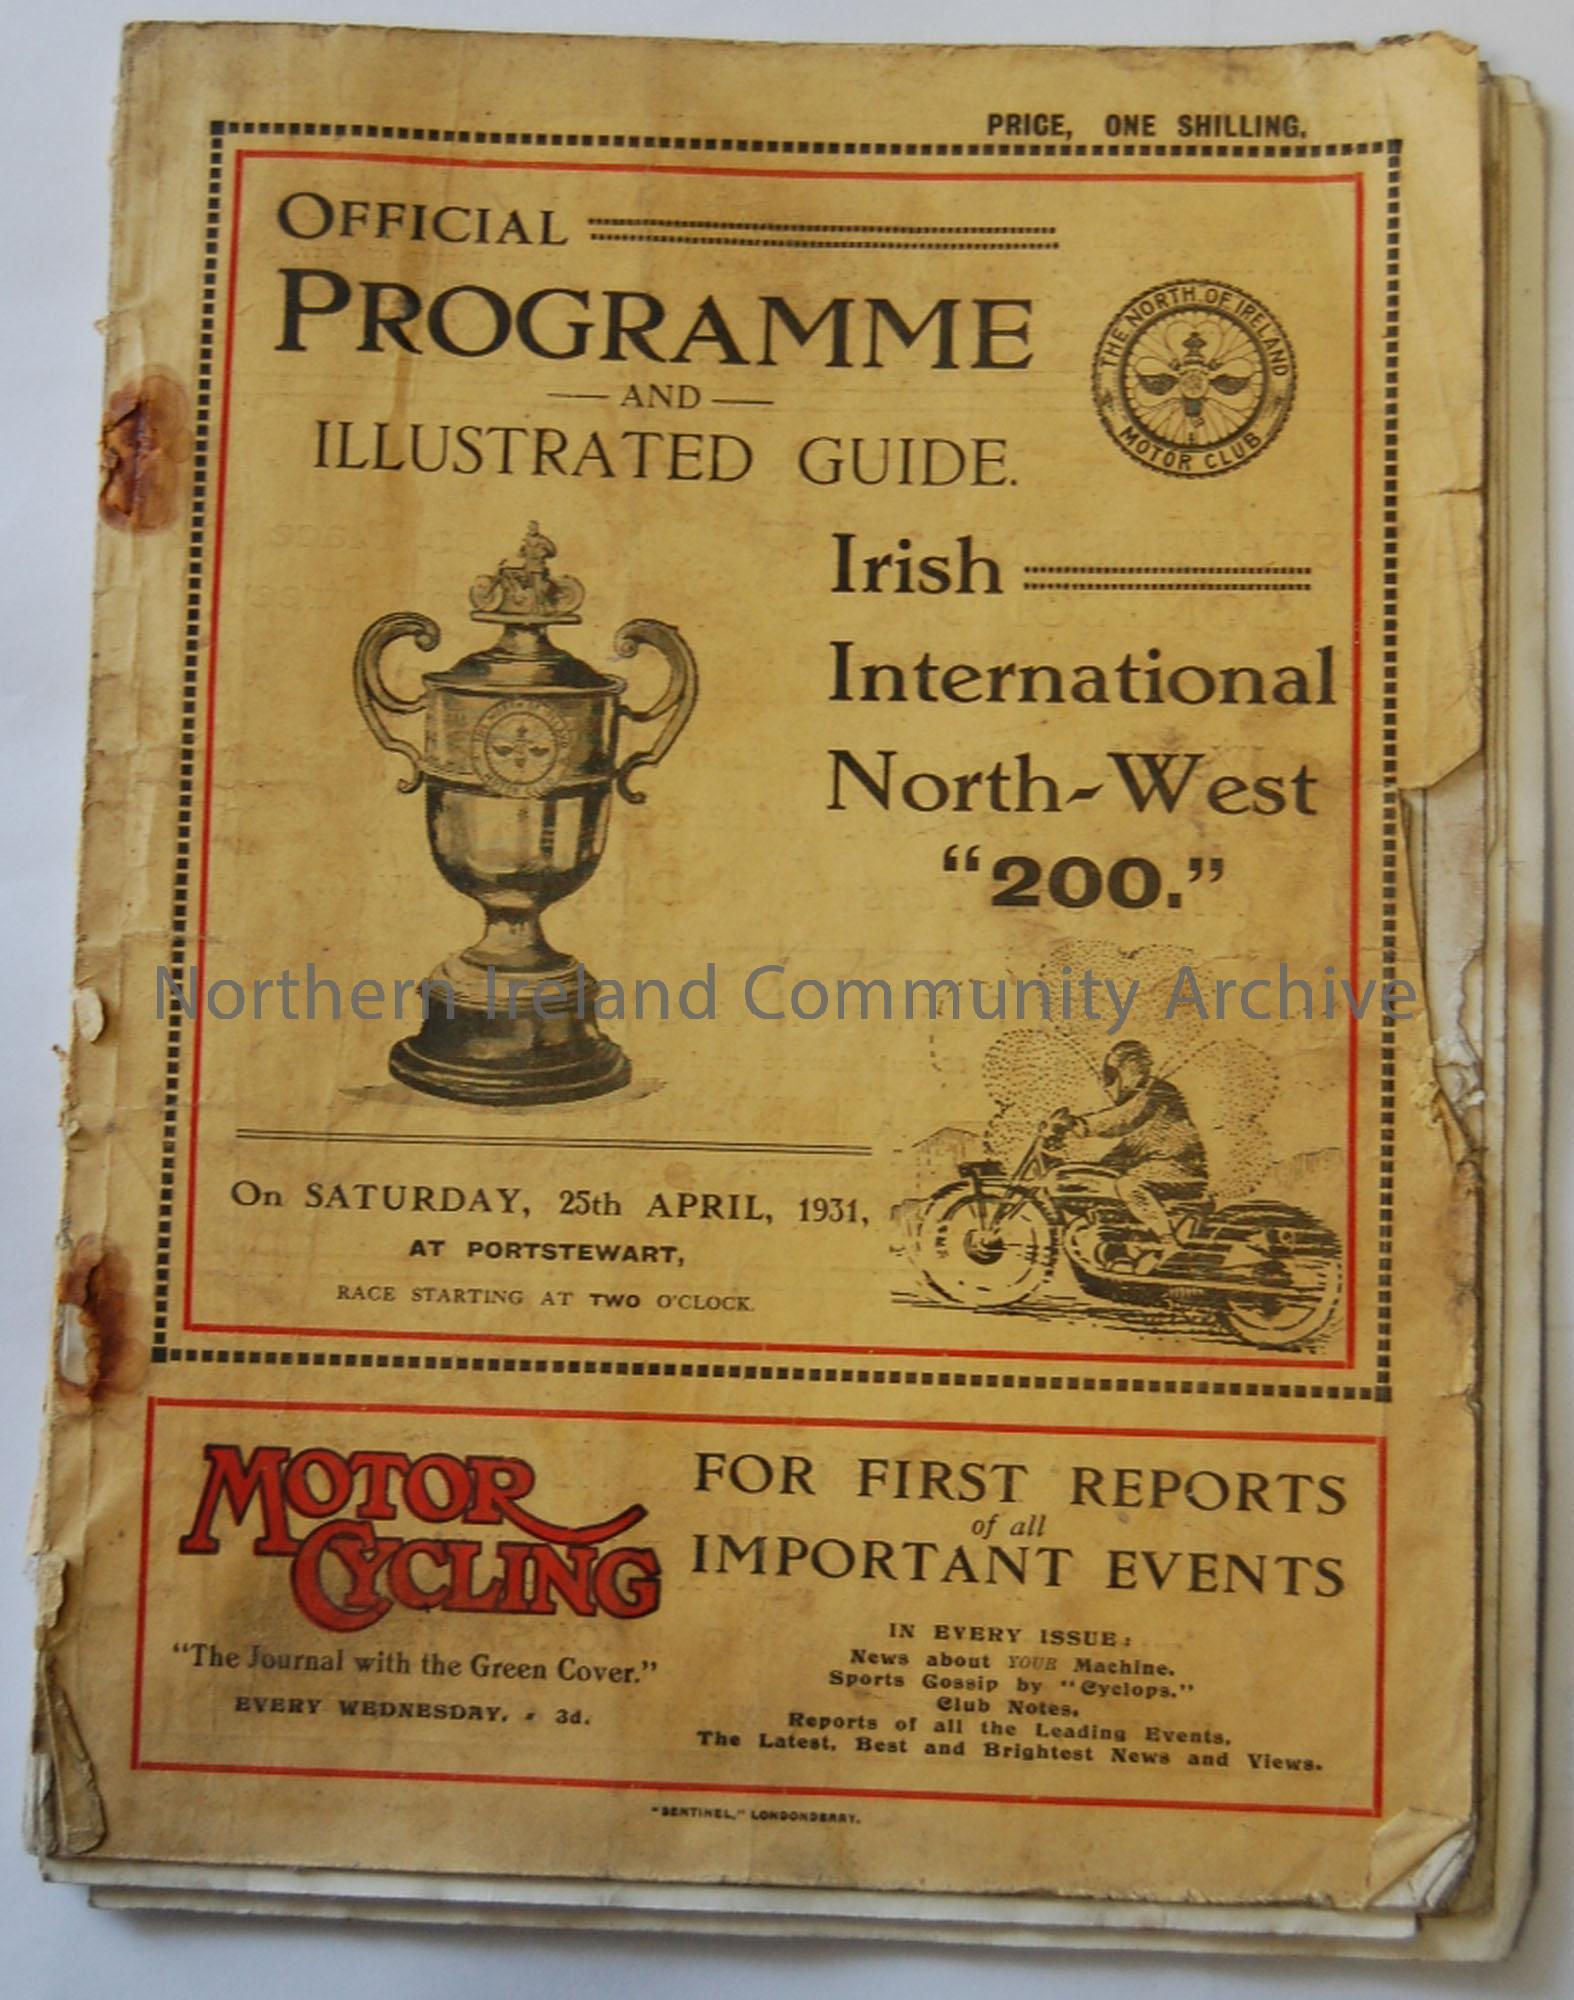 PRICE, ONE SHILLING.
OFFICIAL
PROGRAMME
AND
ILLUSTRATED GUIDE.
THE NORTH OF IRELAND
MOTOR CLUB
Irish
International
North-West
"200."
Northern Ireland Community Archive
On SATURDAY, 25th APRIL, 1931,
AT PORTSTEWART,
RACE STARTING AT TWO O'CLOCK.
MOTOR
CYCLING
"The Journal with the Green Cover."
EVERY WEDNESDAY. - 3d.
FOR FIRST REPORTS
of all
IMPORTANT EVENTS
IN EVERY ISSUE:
News about YOUR Machine.
Sports Gossip by "Cyclops."
Club Notes.
Reports of all the Leading Events.
The Latest, Best and Brightest News and Views.
"SENTINEL," LONDONDERRY.